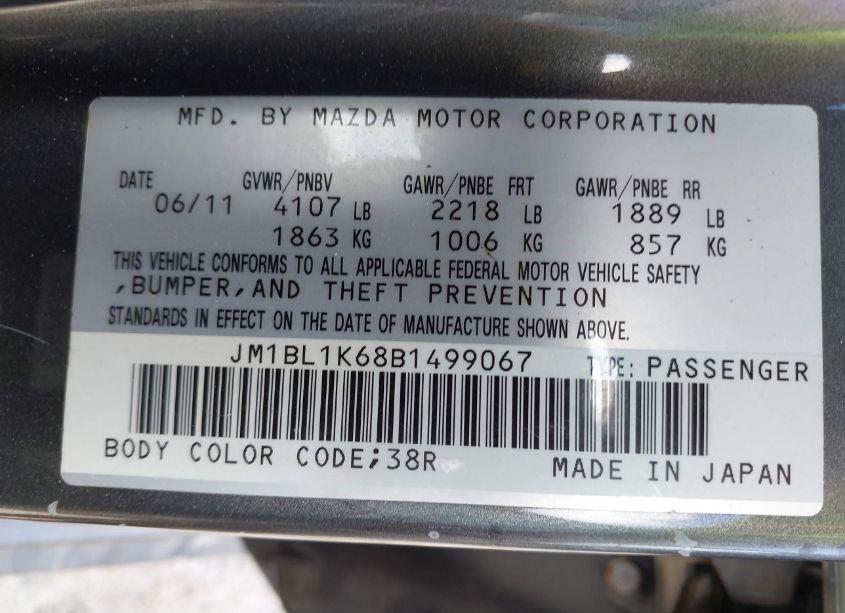 MFD. BY MAZDA MOTOR CORPORATION
DATE GVWR/PNBV GAWR/PNBE FRT GAWR/PNBE RR
06/11 4107 LB 2218 LB 1889 LB
1863 KG 1006 KG 857 KG
THIS VEHICLE CONFORMS TO ALL APPLICABLE FEDERAL MOTOR VEHICLE SAFETY
,BUMPER,AND THEFT PREVENTION
STANDARDS IN EFFECT ON THE DATE OF MANUFACTURE SHOWN ABOVE.
JM1BL1K68B1499067 TYPE: PASSENGER
BODY COLOR CODE;38R MADE IN JAPAN